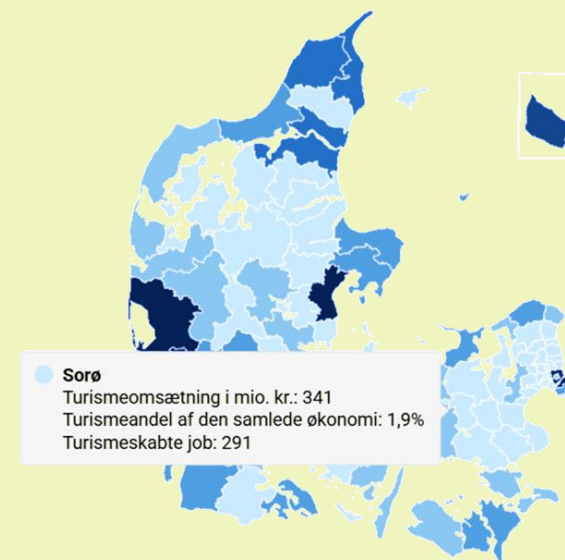 Sorø
Turismeomsætning i mio. kr.: 341
Turismeandel af den samlede økonomi: 1,9%
Turismeskabte job: 291